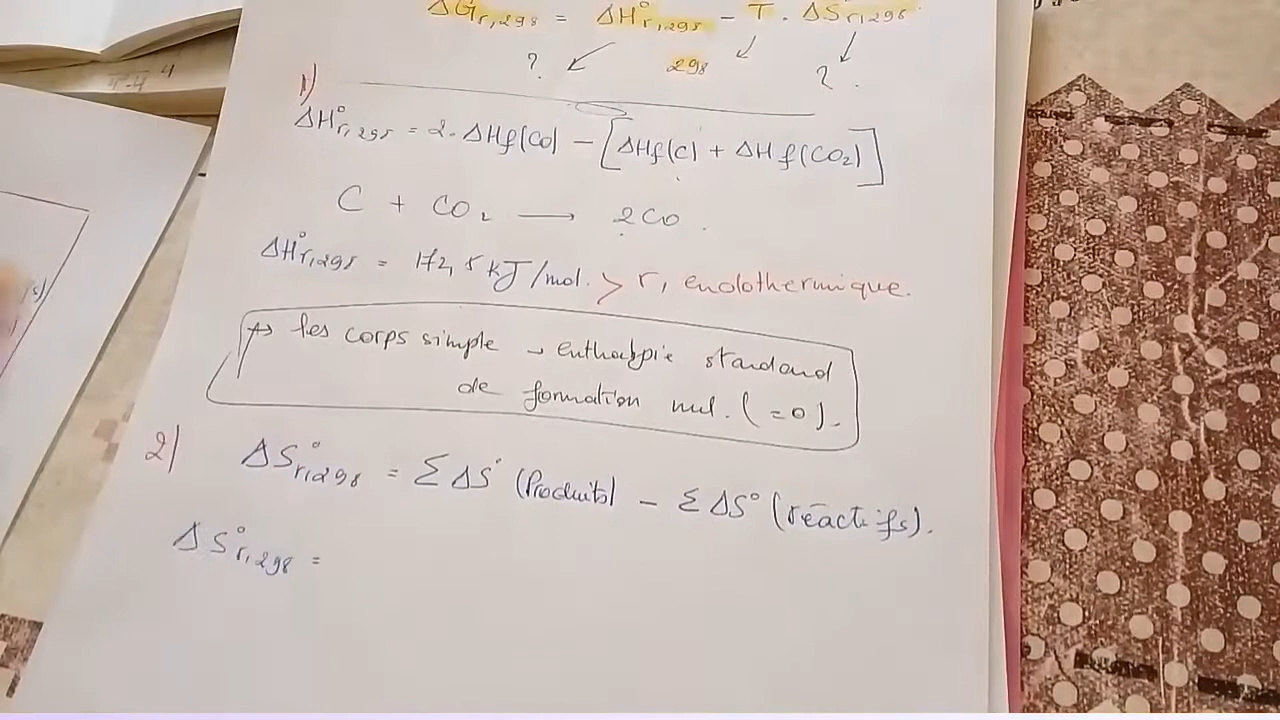 ΔG r,298 = ΔH° r,298 - T . ΔS r,298
? 298 ? .
1)
ΔH° r,298 = 2. ΔHf(CO) - [ΔHf(C) + ΔHf(CO₂)]
C + CO₂ → 2CO .
ΔH° r,298 = 172,5 kJ/mol. > r, endothermique.
→ les corps simple → enthalpie standard
de formation nul. (=0).
2) ΔS° r,298 = Σ ΔS° (Produits) - Σ ΔS° (réactifs).
ΔS° r,298 =